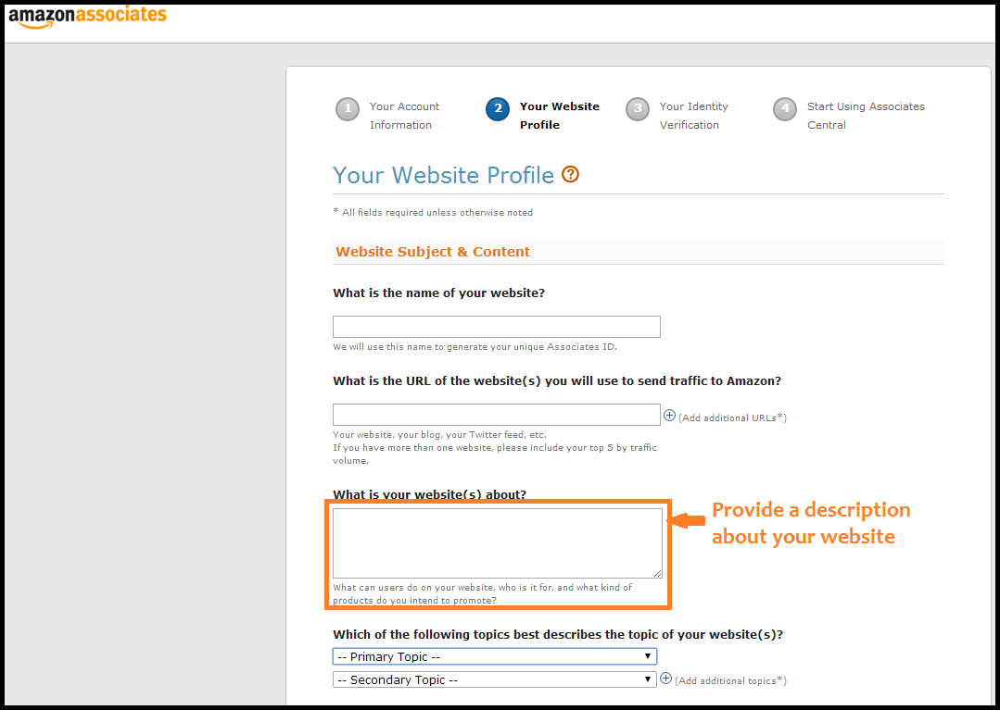 amazonassociates
1 Your Account Information
2 Your Website Profile
3 Your Identity Verification
4 Start Using Associates Central
Your Website Profile ?
* All fields required unless otherwise noted
Website Subject & Content
What is the name of your website?
We will use this name to generate your unique Associates ID.
What is the URL of the website(s) you will use to send traffic to Amazon?
(Add additional URLs*)
Your website, your blog, your Twitter feed, etc.
If you have more than one website, please include your top 5 by traffic
volume.
What is your website(s) about?
Provide a description
about your website
What can users do on your website, who is it for, and what kind of
products do you intend to promote?
Which of the following topics best describes the topic of your website(s)?
-- Primary Topic --
-- Secondary Topic -- (Add additional topics*)